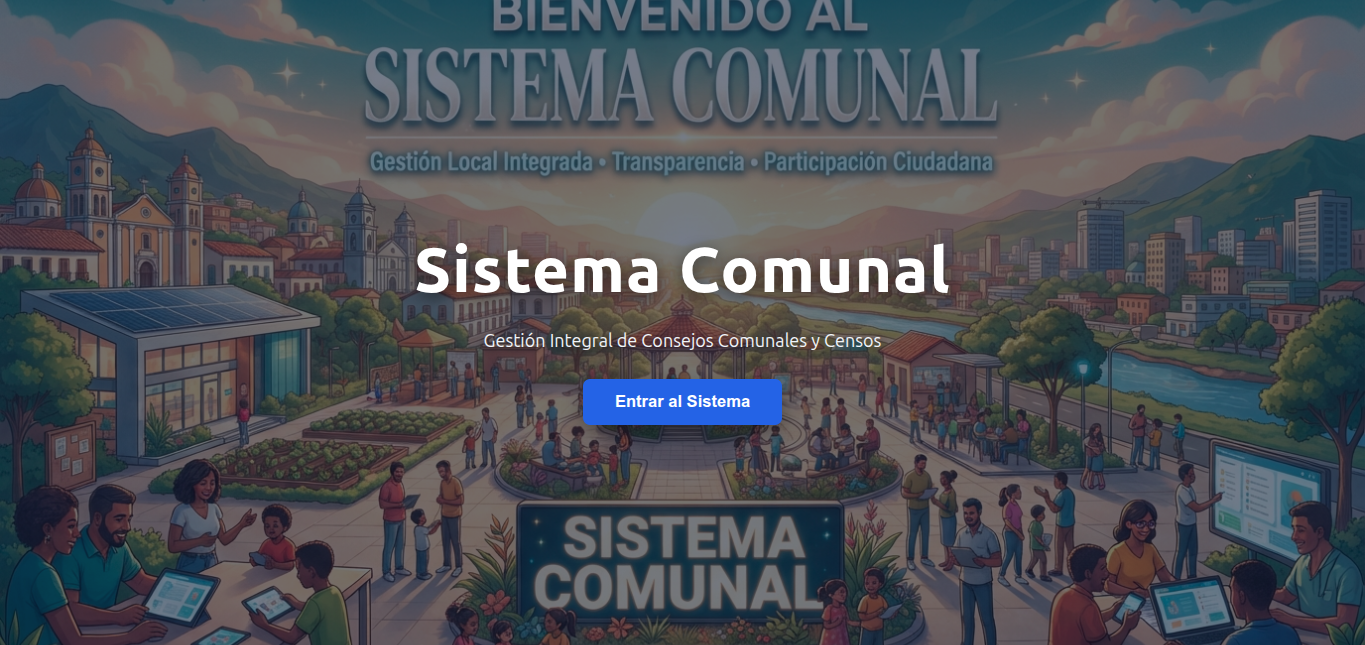 BIENVENIDO AL
SISTEMA COMUNAL
Gestión Local Integrada • Transparencia • Participación Ciudadana
Sistema Comunal
Gestión Integral de Consejos Comunales y Censos
Entrar al Sistema
SISTEMA
COMUNAL